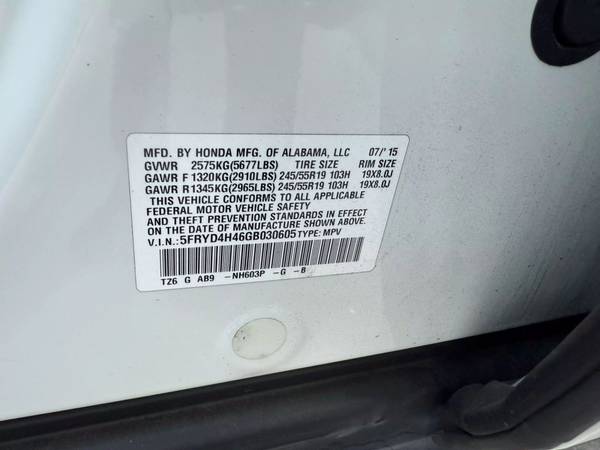 MFD. BY HONDA MFG. OF ALABAMA, LLC 07/'15
GVWR 2575KG(5677LBS) TIRE SIZE RIM SIZE
GAWR F 1320KG(2910LBS) 245/55R19 103H 19X8.0J
GAWR R1345KG(2965LBS) 245/55R19 103H 19X8.0J
THIS VEHICLE CONFORMS TO ALL APPLICABLE
FEDERAL MOTOR VEHICLE SAFETY
AND THEFT PREVENTION STANDARDS IN EFFECT
ON THE DATE OF MANUFACTURE SHOWN ABOVE.
V.I.N.: 5FRYD4H46GB030605 TYPE: MPV
TZ6 G AB9 -NH603P -G -B